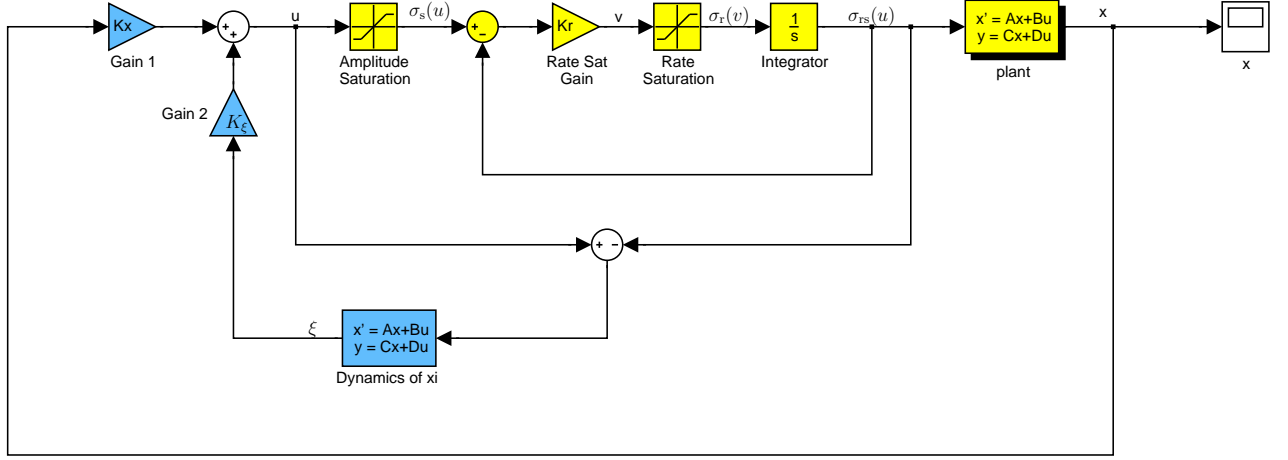 Kx
Gain 1
+
+
u
Amplitude
Saturation
σs(u)
+
−
Kr
Rate Sat
Gain
v
Rate
Saturation
σr(v)
1
s
Integrator
σrs(u)
x' = Ax+Bu
y = Cx+Du
plant
x
x
Gain 2
Kξ
+ −
ξ
x' = Ax+Bu
y = Cx+Du
Dynamics of xi